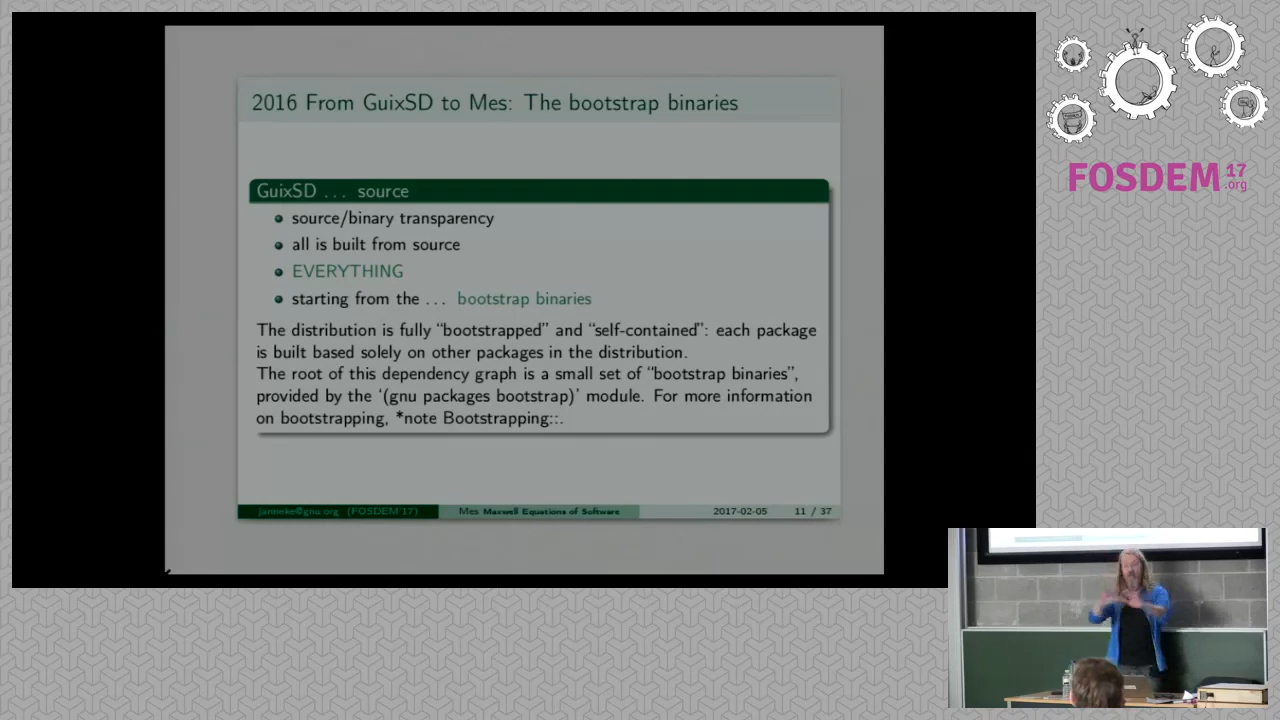 2016 From GuixSD to Mes: The bootstrap binaries
GuixSD ... source
source/binary transparency
all is built from source
EVERYTHING
starting from the ... bootstrap binaries
The distribution is fully “bootstrapped” and “self-contained”: each package
is built based solely on other packages in the distribution.
The root of this dependency graph is a small set of “bootstrap binaries”,
provided by the ‘(gnu packages bootstrap)’ module. For more information
on bootstrapping, *note Bootstrapping::.
janneke@gnu.org (FOSDEM'17) Mes Maxwell Equations of Software 2017-02-05 11 / 37
FOSDEM 17
.org